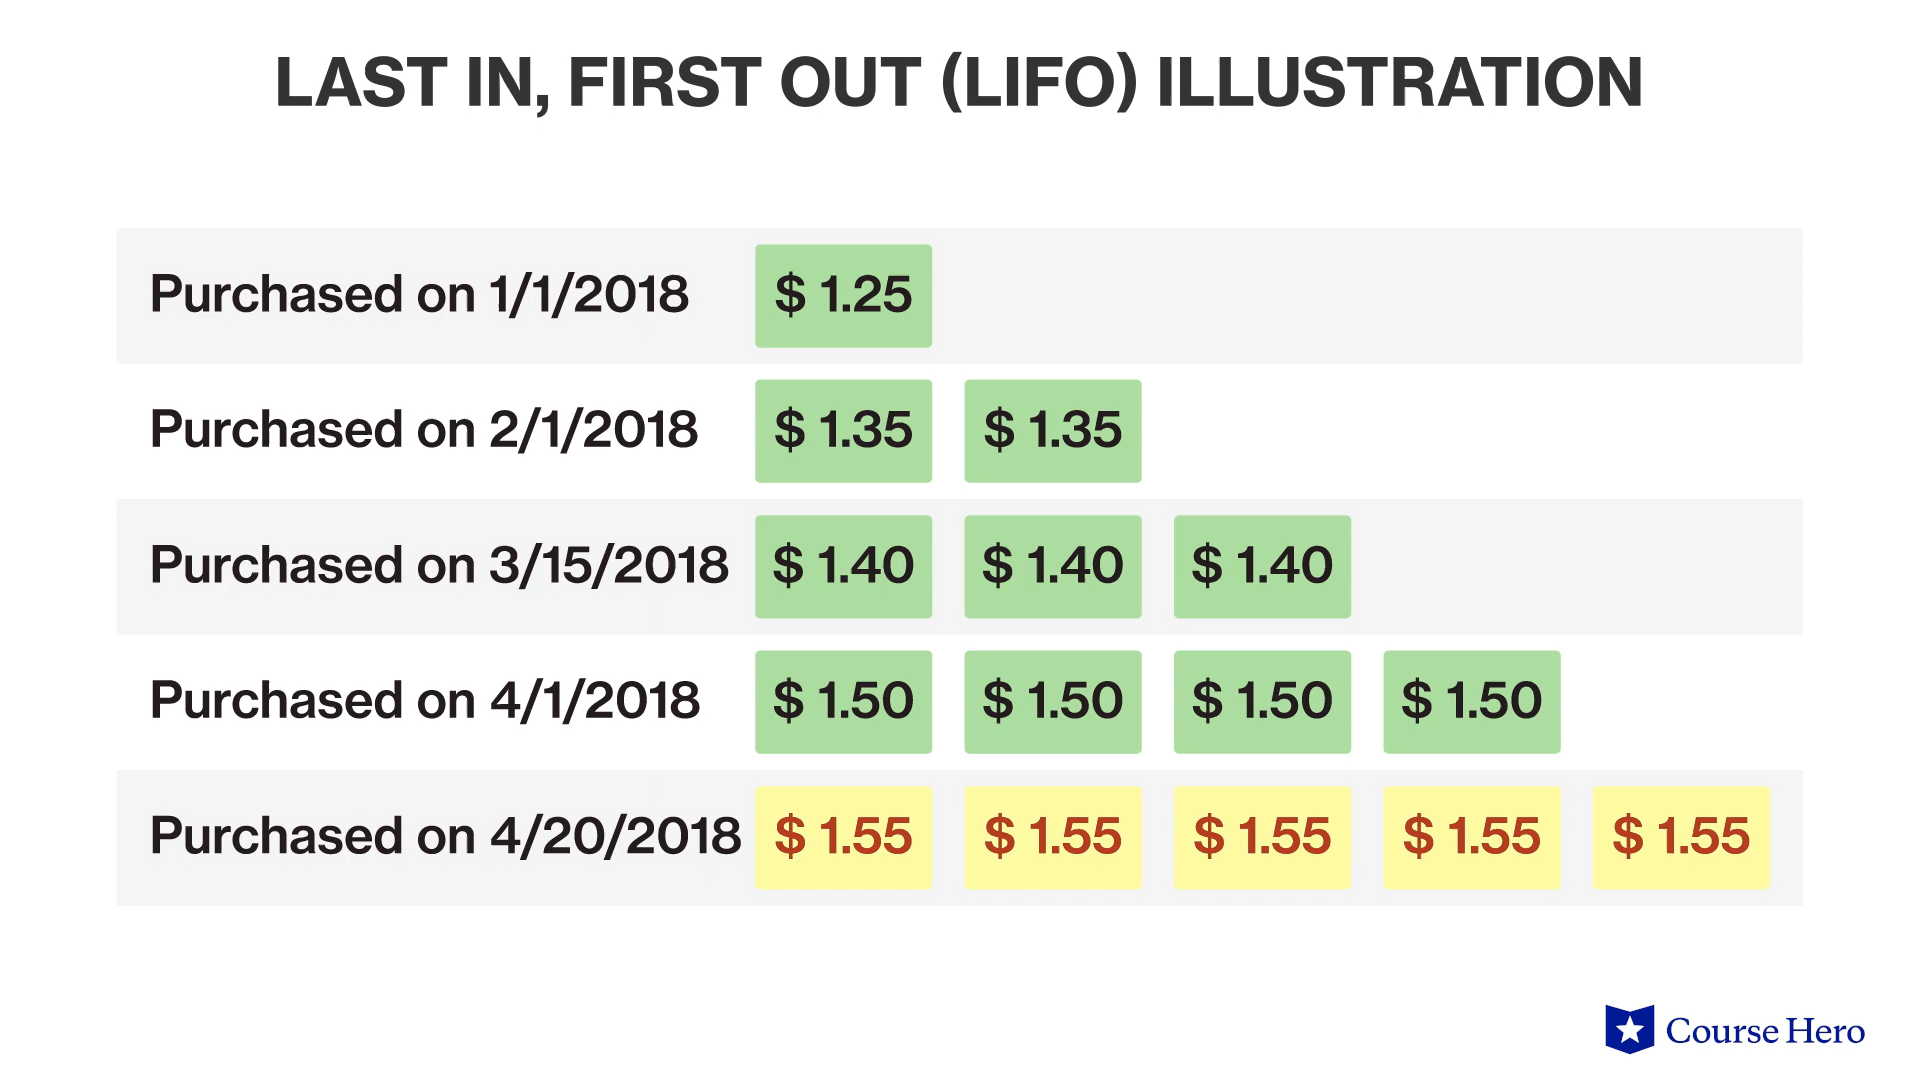 LAST IN, FIRST OUT (LIFO) ILLUSTRATION
Purchased on 1/1/2018 $ 1.25
Purchased on 2/1/2018 $ 1.35 $ 1.35
Purchased on 3/15/2018 $ 1.40 $ 1.40 $ 1.40
Purchased on 4/1/2018 $ 1.50 $ 1.50 $ 1.50 $ 1.50
Purchased on 4/20/2018 $ 1.55 $ 1.55 $ 1.55 $ 1.55 $ 1.55
Course Hero